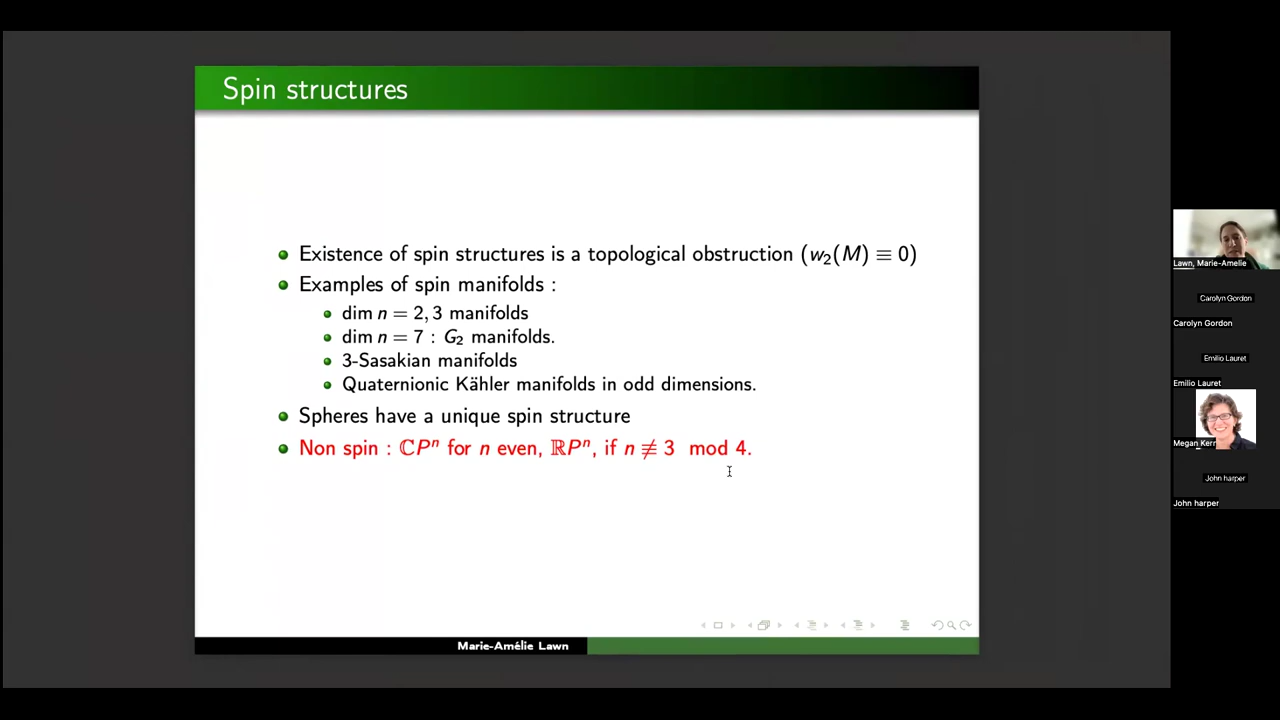 Spin structures
Existence of spin structures is a topological obstruction (w₂(M) ≡ 0)
Examples of spin manifolds :
dim n = 2, 3 manifolds
dim n = 7 : G₂ manifolds.
3-Sasakian manifolds
Quaternionic Kähler manifolds in odd dimensions.
Spheres have a unique spin structure
Non spin : ℂPⁿ for n even, ℝPⁿ, if n ≢ 3 mod 4.
Marie-Amélie Lawn
Lawn, Marie-Amelie
Carolyn Gordon
Carolyn Gordon
Emilio Lauret
Emilio Lauret
Megan Kerr
John harper
John harper